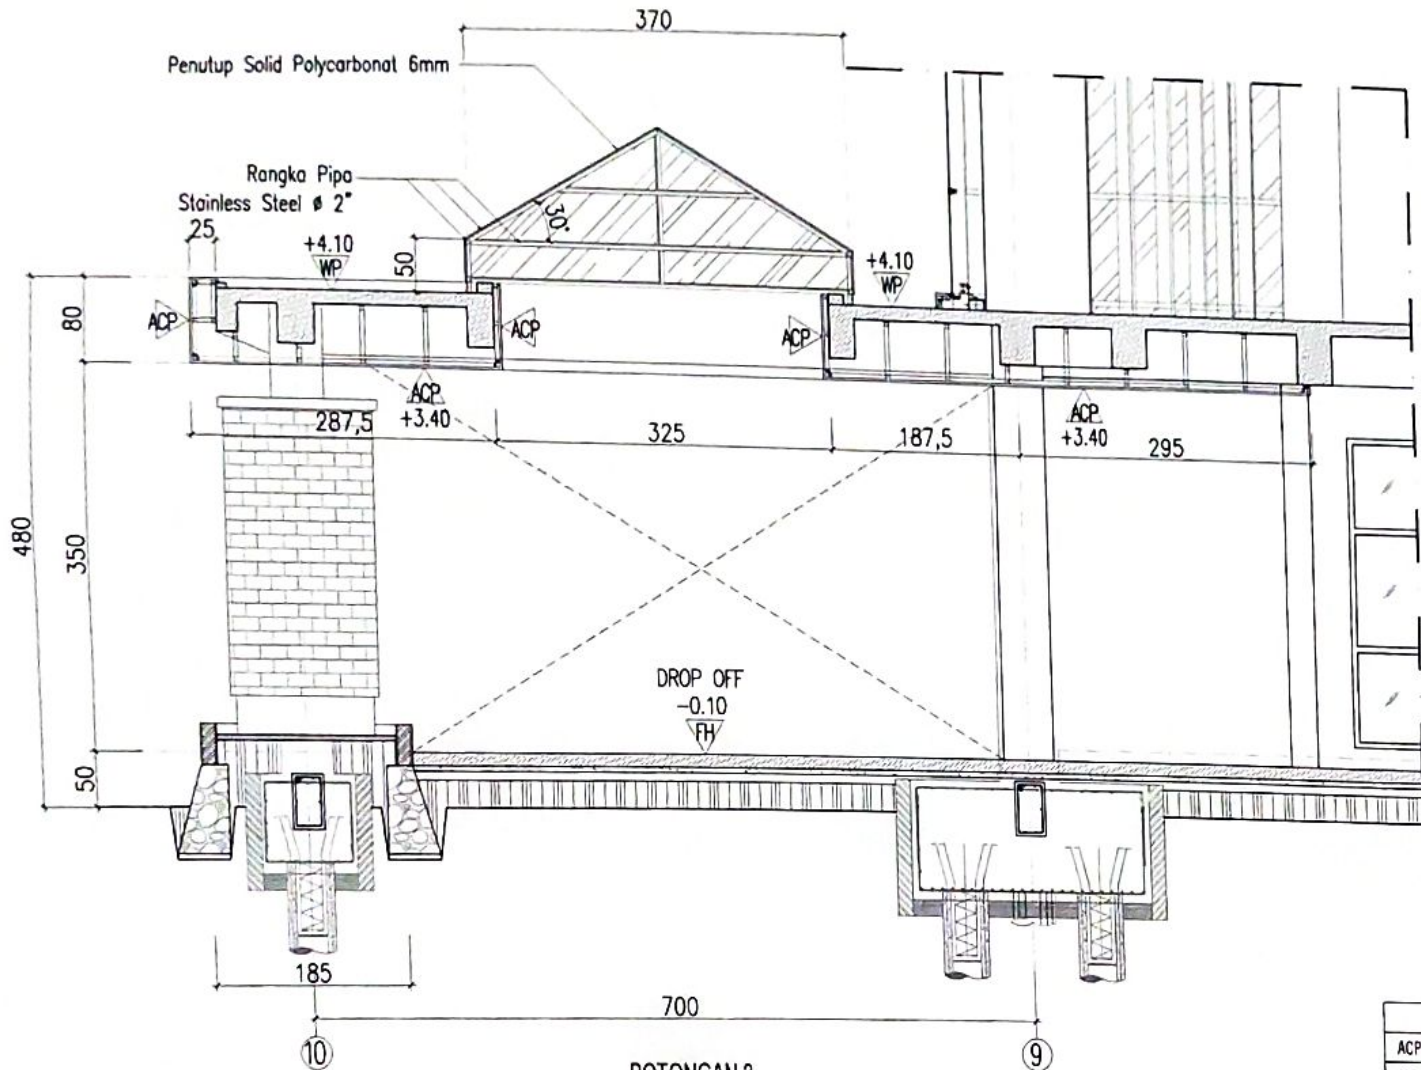 370
Penutup Solid Polycarbonat 6mm
Rangka Pipa
Stainless Steel ø 2"
30°
25
50
+4.10
WP
+4.10
WP
80
ACP
ACP
ACP
ACP
+3.40
ACP
+3.40
287,5
325
187,5
295
480
350
DROP OFF
-0.10
FH
50
185
700
10
9
POTONGAN 2
ACP